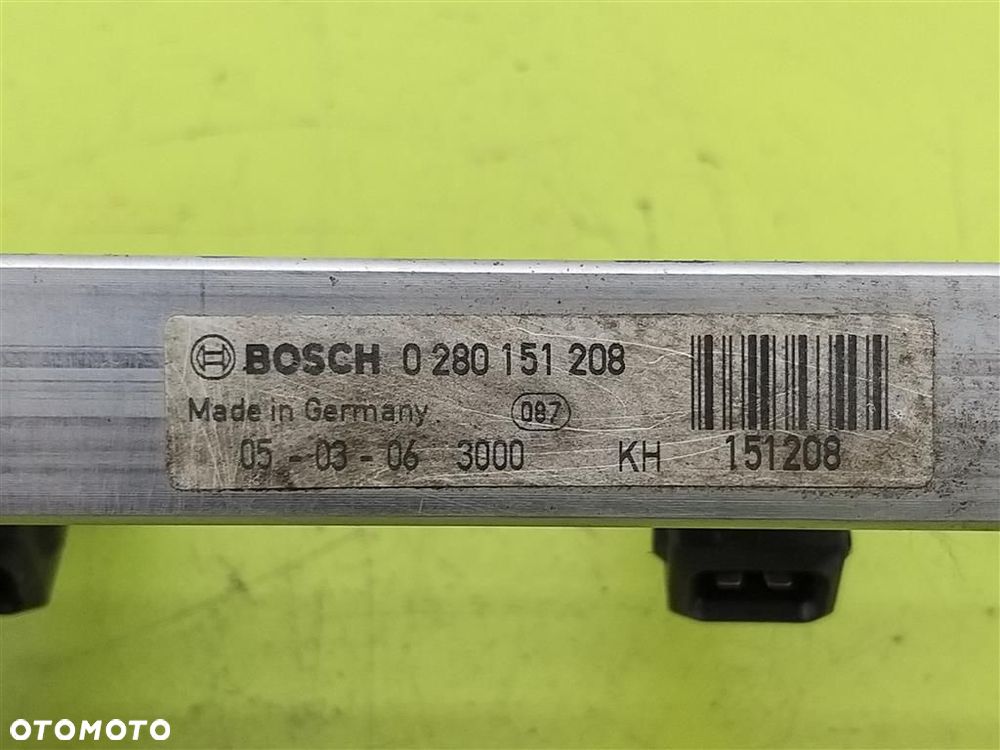 BOSCH 0 280 151 208
Made in Germany 087
05 - 03 - 06 3000 KH 151208
OTOMOTO